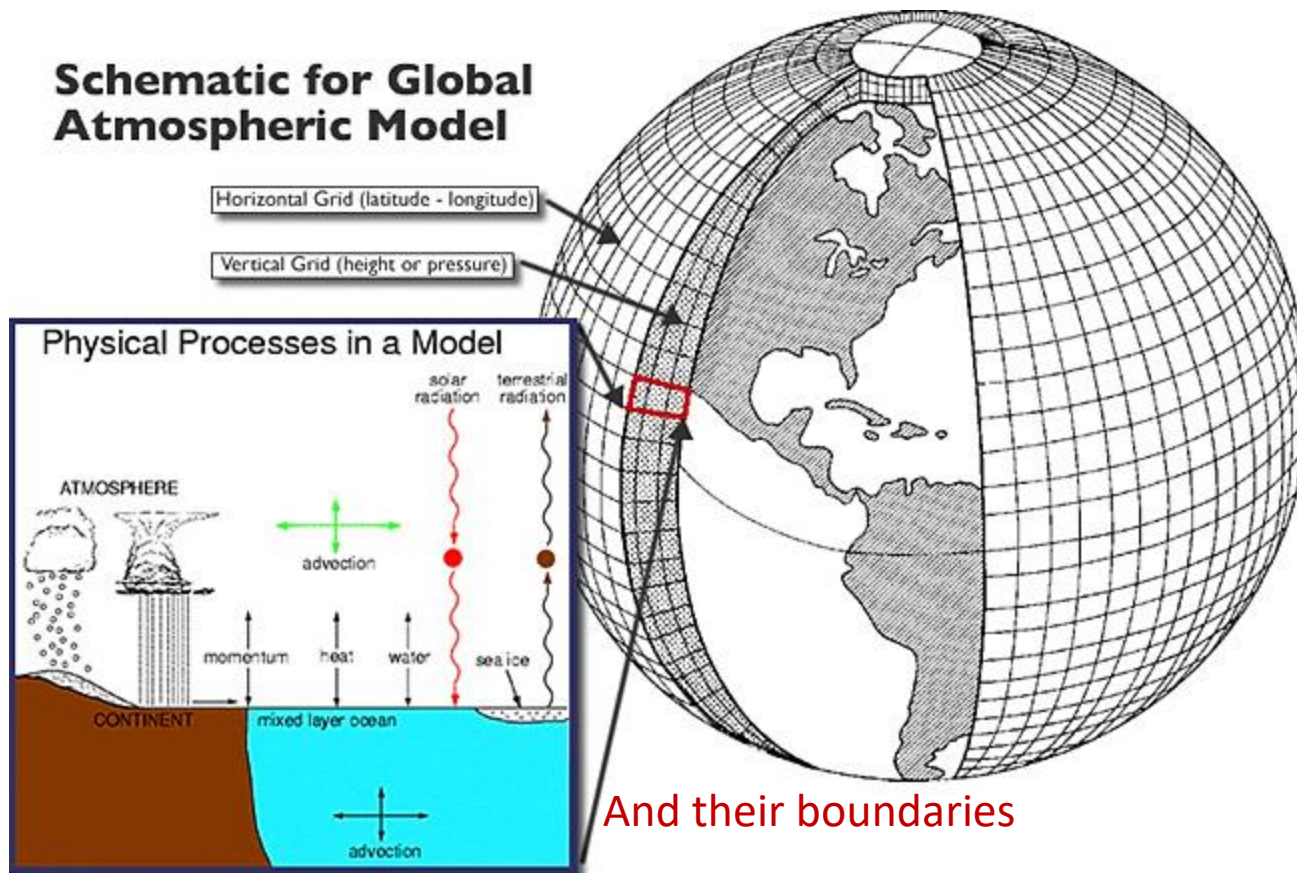 Schematic for Global
Atmospheric Model
Horizontal Grid (latitude - longitude)
Vertical Grid (height or pressure)
Physical Processes in a Model
solar
radiation
terrestrial
radiation
ATMOSPHERE
advection
momentum
heat
water
sea ice
CONTINENT
mixed layer ocean
advection
And their boundaries